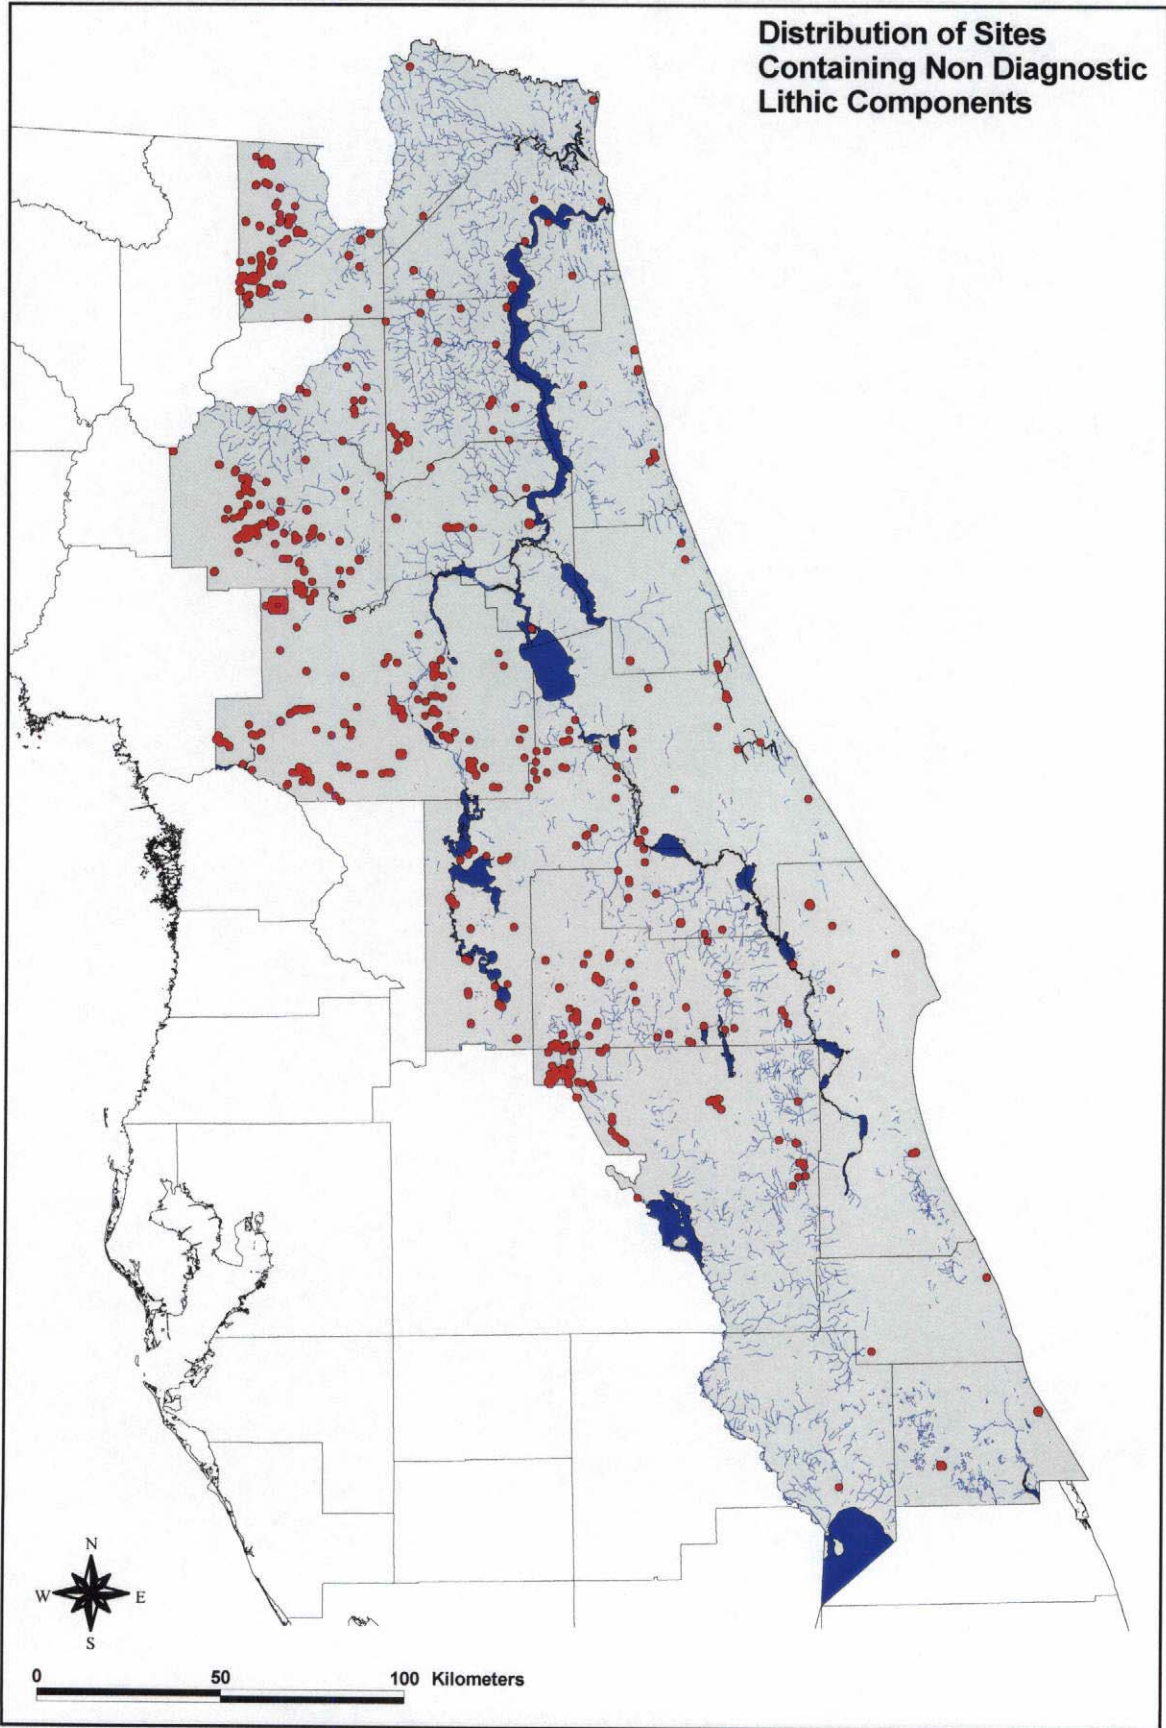 Distribution of Sites
Containing Non Diagnostic
Lithic Components
N
W E
S
0 50 100 Kilometers